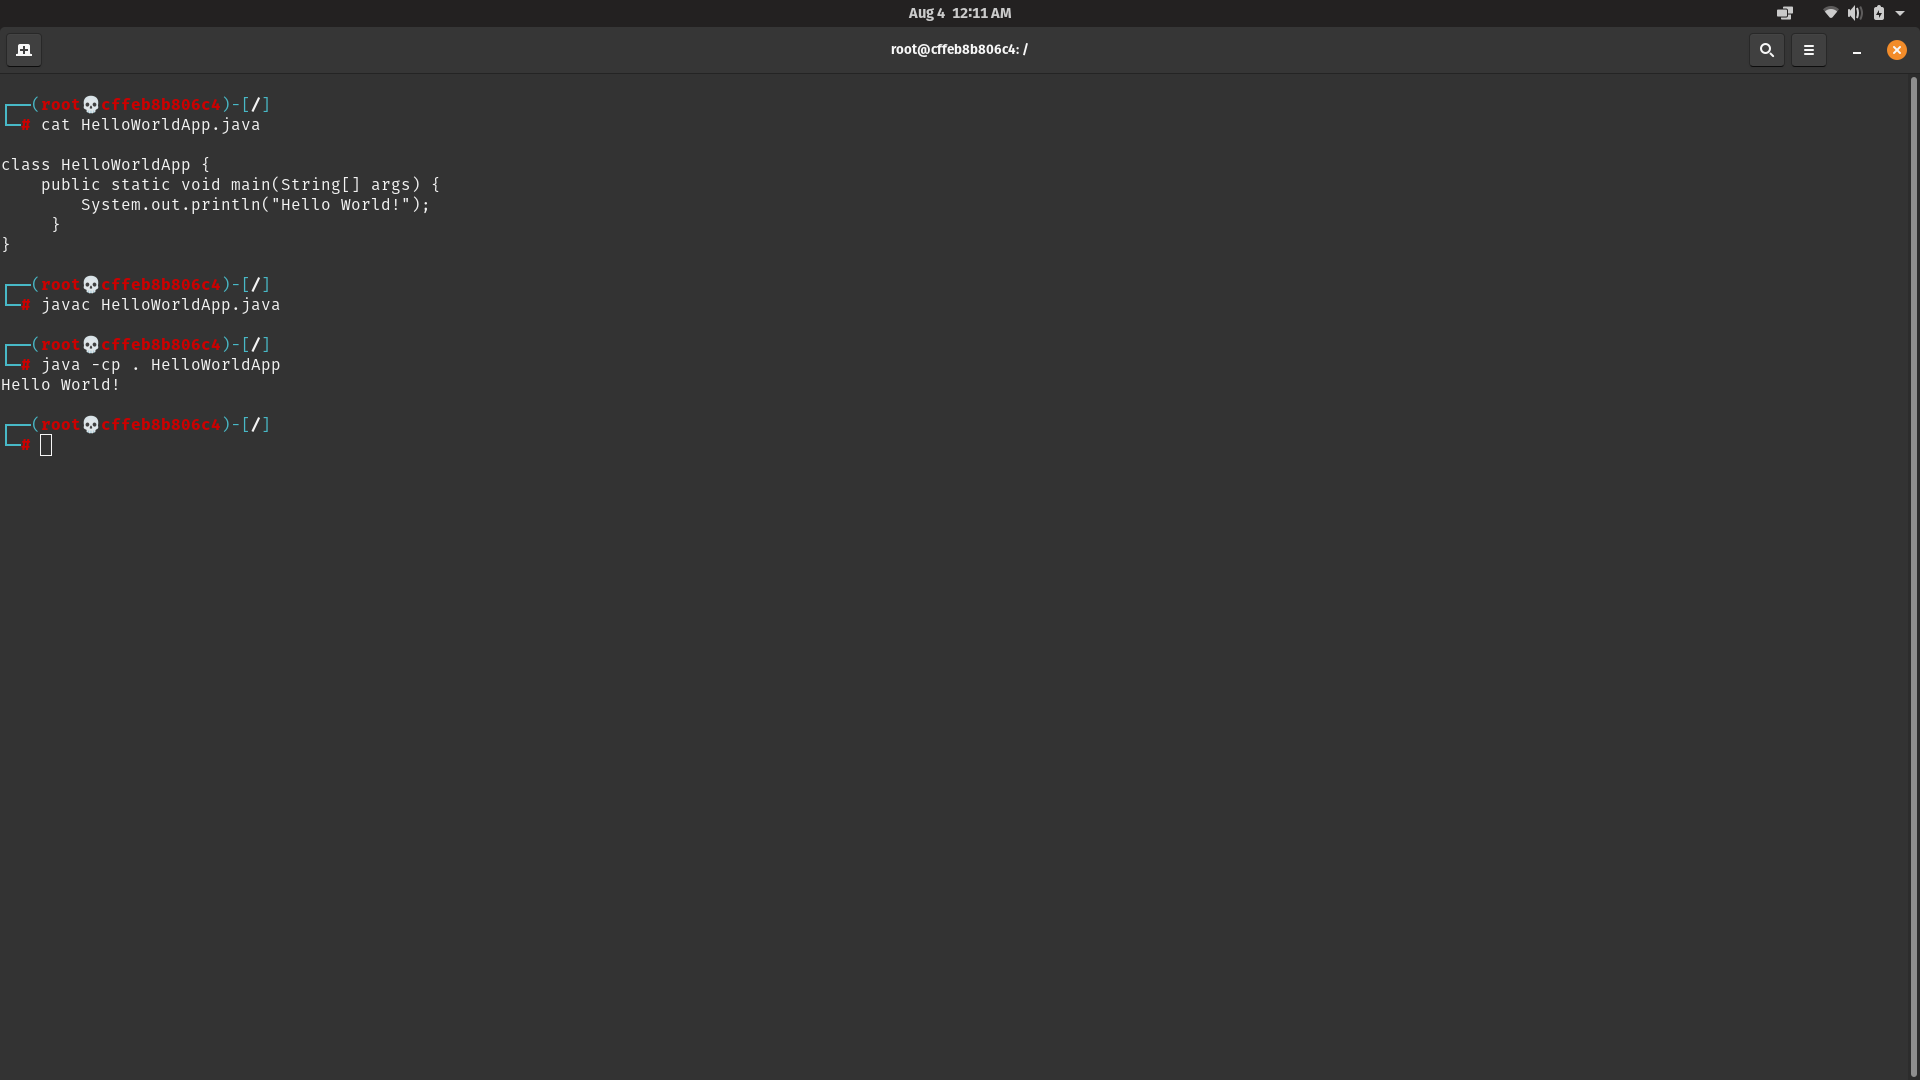 Aug 4  12:11 AM
root@cffeb8b806c4: /
┌──(root💀cffeb8b806c4)-[/]
└─# cat HelloWorldApp.java

class HelloWorldApp {
    public static void main(String[] args) {
        System.out.println("Hello World!");
     }
}

┌──(root💀cffeb8b806c4)-[/]
└─# javac HelloWorldApp.java

┌──(root💀cffeb8b806c4)-[/]
└─# java -cp . HelloWorldApp
Hello World!

┌──(root💀cffeb8b806c4)-[/]
└─#